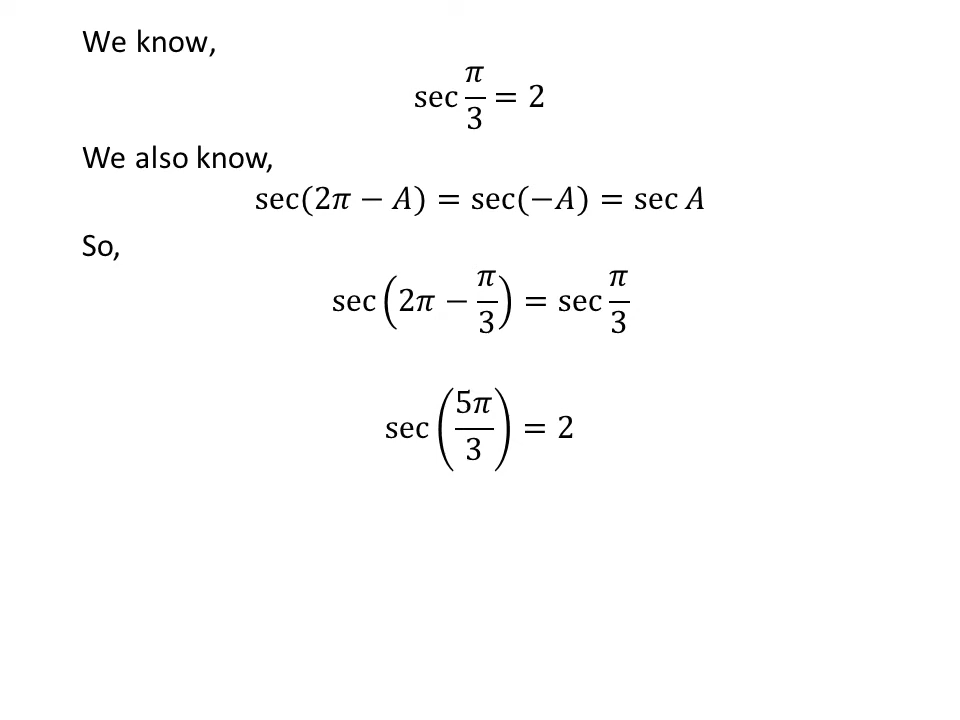 We know,
sec π/3 = 2
We also know,
sec(2π − A) = sec(−A) = sec A
So,
sec(2π − π/3) = sec π/3
sec(5π/3) = 2